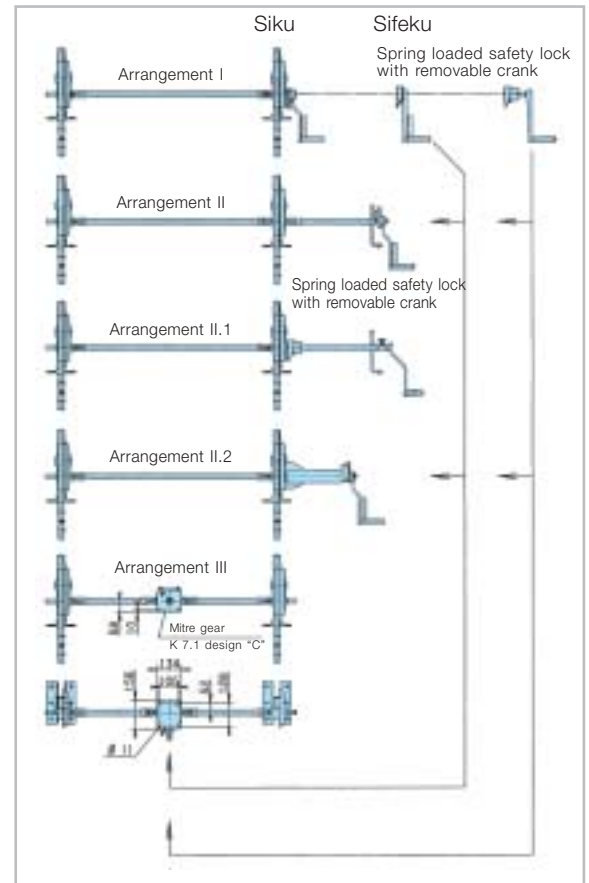 Siku
Sifeku
Spring loaded safety lock
with removable crank
Arrangement I
Arrangement II
Spring loaded safety lock
with removable crank
Arrangement II.1
Arrangement II.2
Arrangement III
Mitre gear
K 7.1 design “C”
134
Ø 11